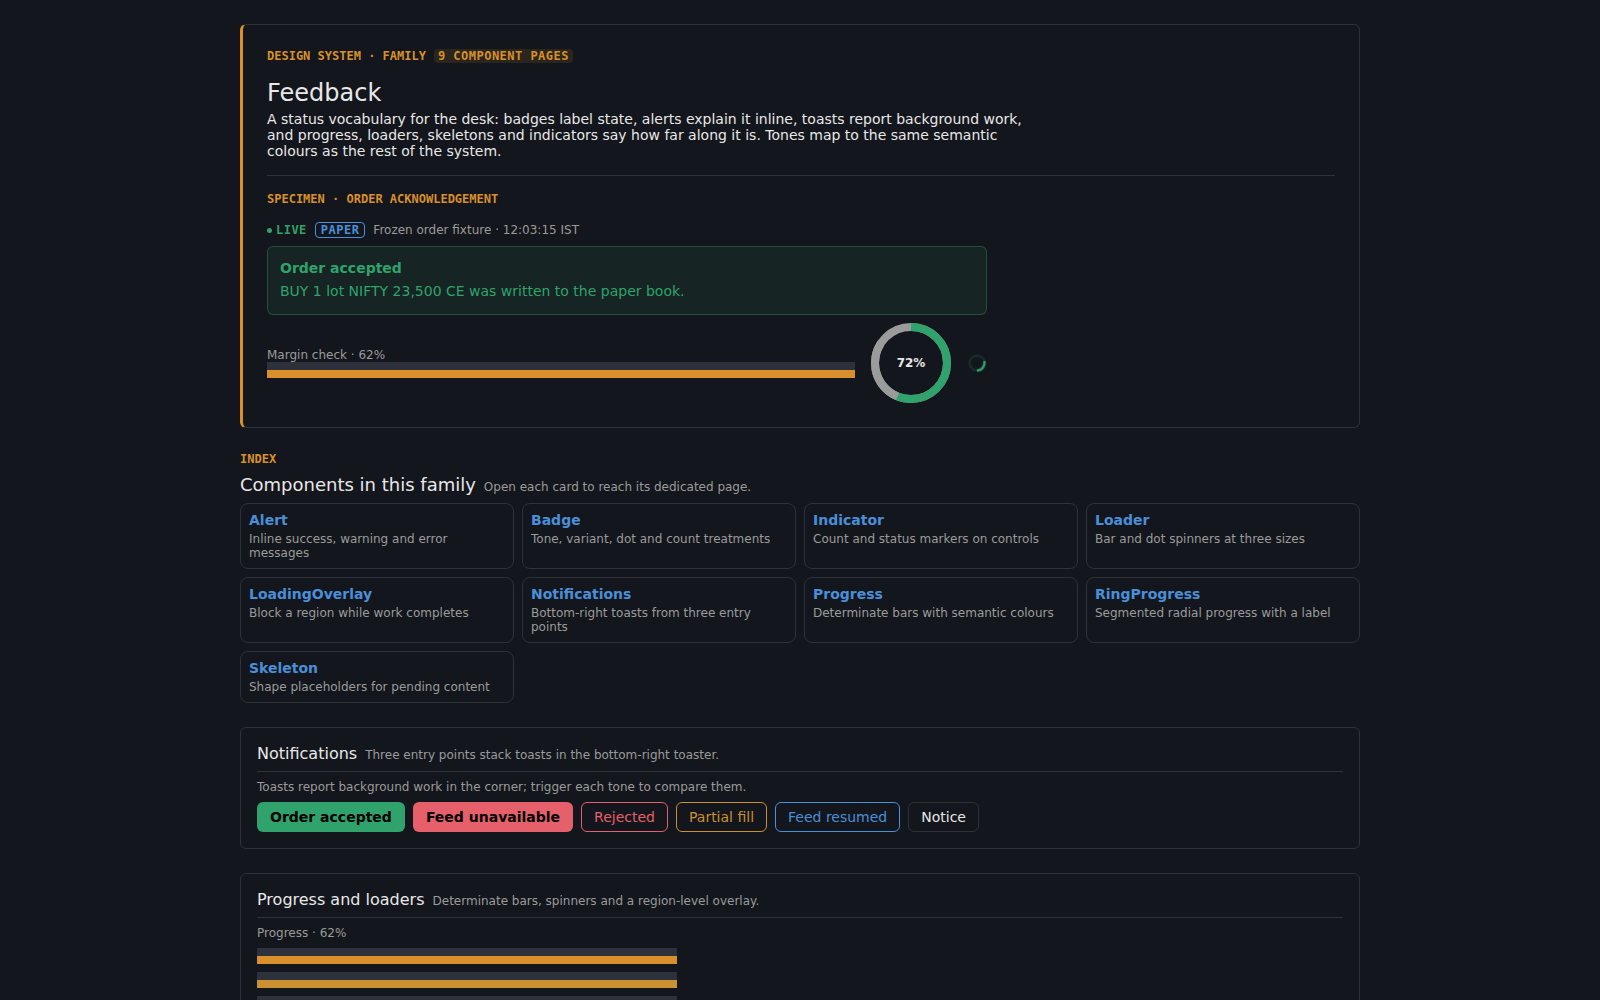 DESIGN SYSTEM · FAMILY 9 COMPONENT PAGES
Feedback
A status vocabulary for the desk: badges label state, alerts explain it inline, toasts report background work,
and progress, loaders, skeletons and indicators say how far along it is. Tones map to the same semantic
colours as the rest of the system.
SPECIMEN · ORDER ACKNOWLEDGEMENT
LIVE PAPER Frozen order fixture · 12:03:15 IST
Order accepted
BUY 1 lot NIFTY 23,500 CE was written to the paper book.
Margin check · 62%
72%
INDEX
Components in this family Open each card to reach its dedicated page.
Alert
Inline success, warning and error
messages
Badge
Tone, variant, dot and count treatments
Indicator
Count and status markers on controls
Loader
Bar and dot spinners at three sizes
LoadingOverlay
Block a region while work completes
Notifications
Bottom-right toasts from three entry
points
Progress
Determinate bars with semantic colours
RingProgress
Segmented radial progress with a label
Skeleton
Shape placeholders for pending content
Notifications Three entry points stack toasts in the bottom-right toaster.
Toasts report background work in the corner; trigger each tone to compare them.
Order accepted Feed unavailable Rejected Partial fill Feed resumed Notice
Progress and loaders Determinate bars, spinners and a region-level overlay.
Progress · 62%